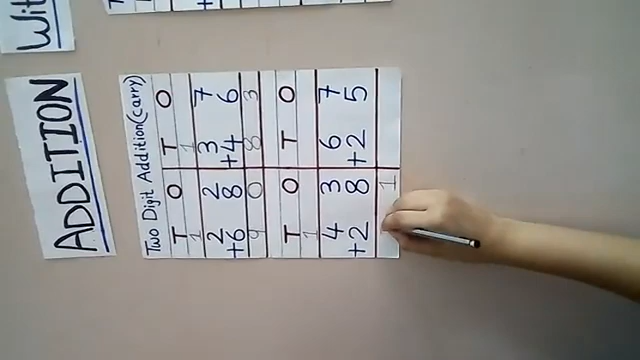 ADDITION
Two Digit Addition(carry)
T O T O
1 1
2 2 3 7
+6 8 +4 6
9 0 8 3
T O T O
1
4 3 6 7
+2 8 +2 5
1
Wit